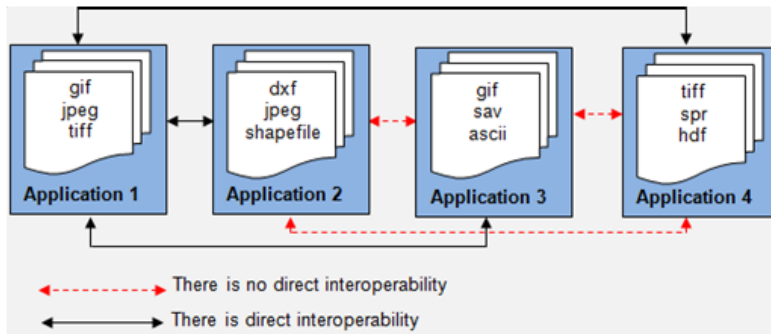 gif
jpeg
tiff
Application 1
dxf
jpeg
shapefile
Application 2
gif
sav
ascii
Application 3
tiff
spr
hdf
Application 4
There is no direct interoperability
There is direct interoperability